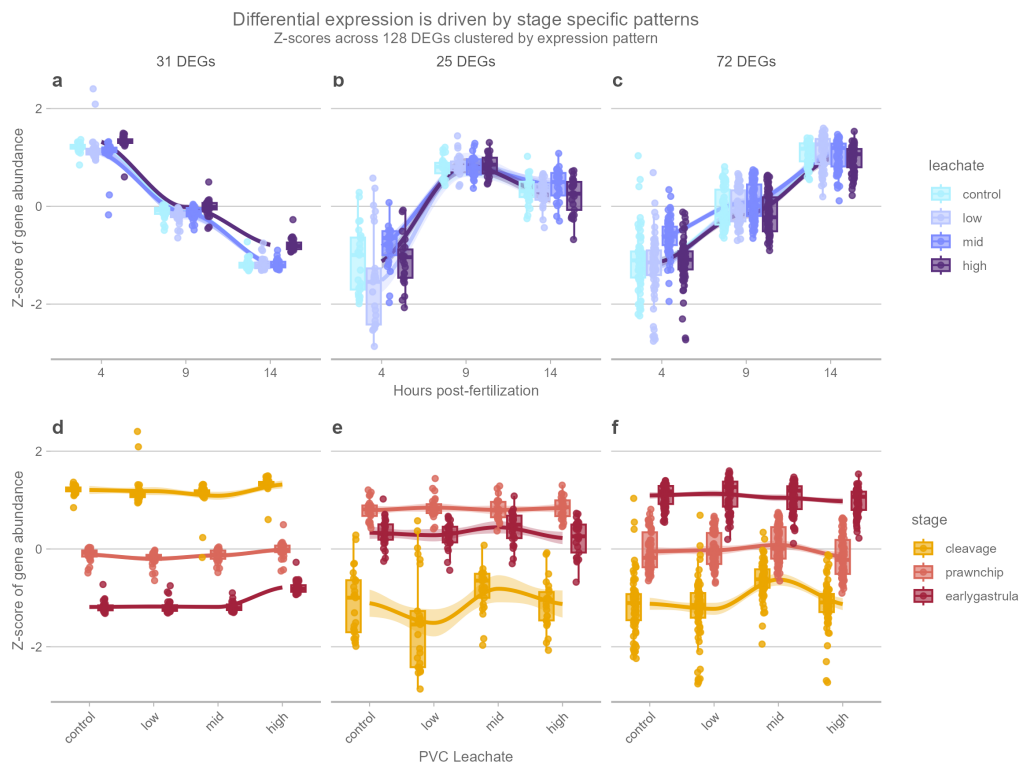 Differential expression is driven by stage specific patterns
Z-scores across 128 DEGs clustered by expression pattern
31 DEGs
25 DEGs
72 DEGs
a
b
c
Z-score of gene abundance
2
0
-2
4
9
14
4
9
14
4
9
14
Hours post-fertilization
leachate
control
low
mid
high
d
e
f
Z-score of gene abundance
2
0
-2
control
low
mid
high
control
low
mid
high
control
low
mid
high
PVC Leachate
stage
cleavage
prawnchip
earlygastrula